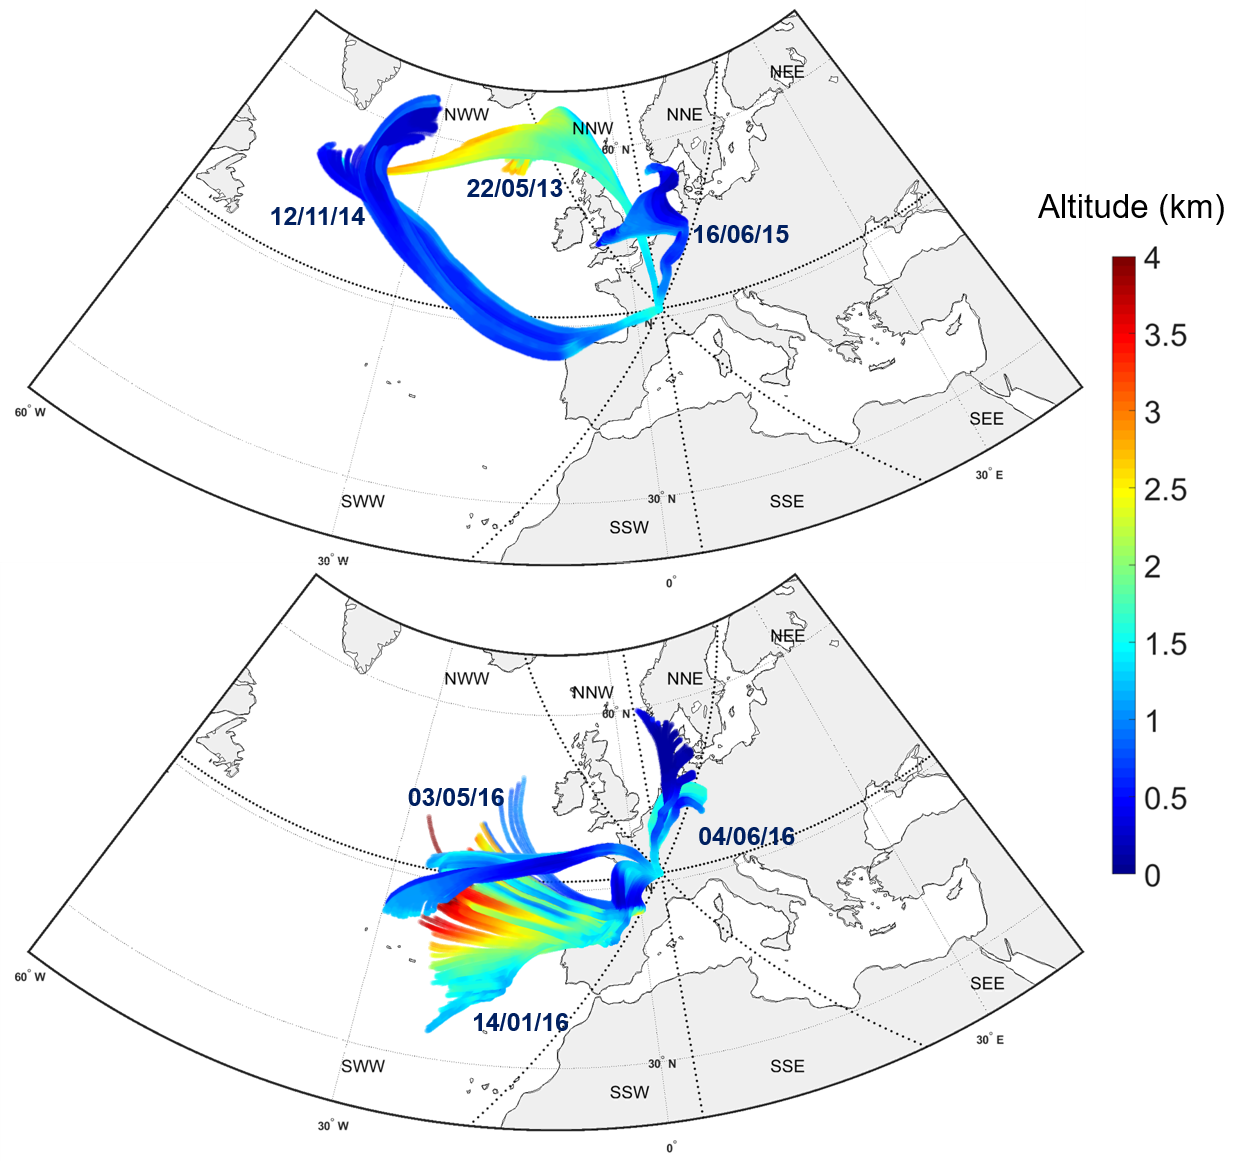 NEE
NWW
NNW
NNE
60° N
22/05/13
12/11/14
16/06/15
Altitude (km)
4
3.5
3
2.5
2
1.5
1
0.5
0
N
60° W
SEE
30° E
SWW
30° N
SSE
SSW
30° W
0°
NEE
NWW
NNW
NNE
60° N
03/05/16
04/06/16
N
14/01/16
60° W
SEE
30° E
SWW
30° N
SSE
SSW
30° W
0°